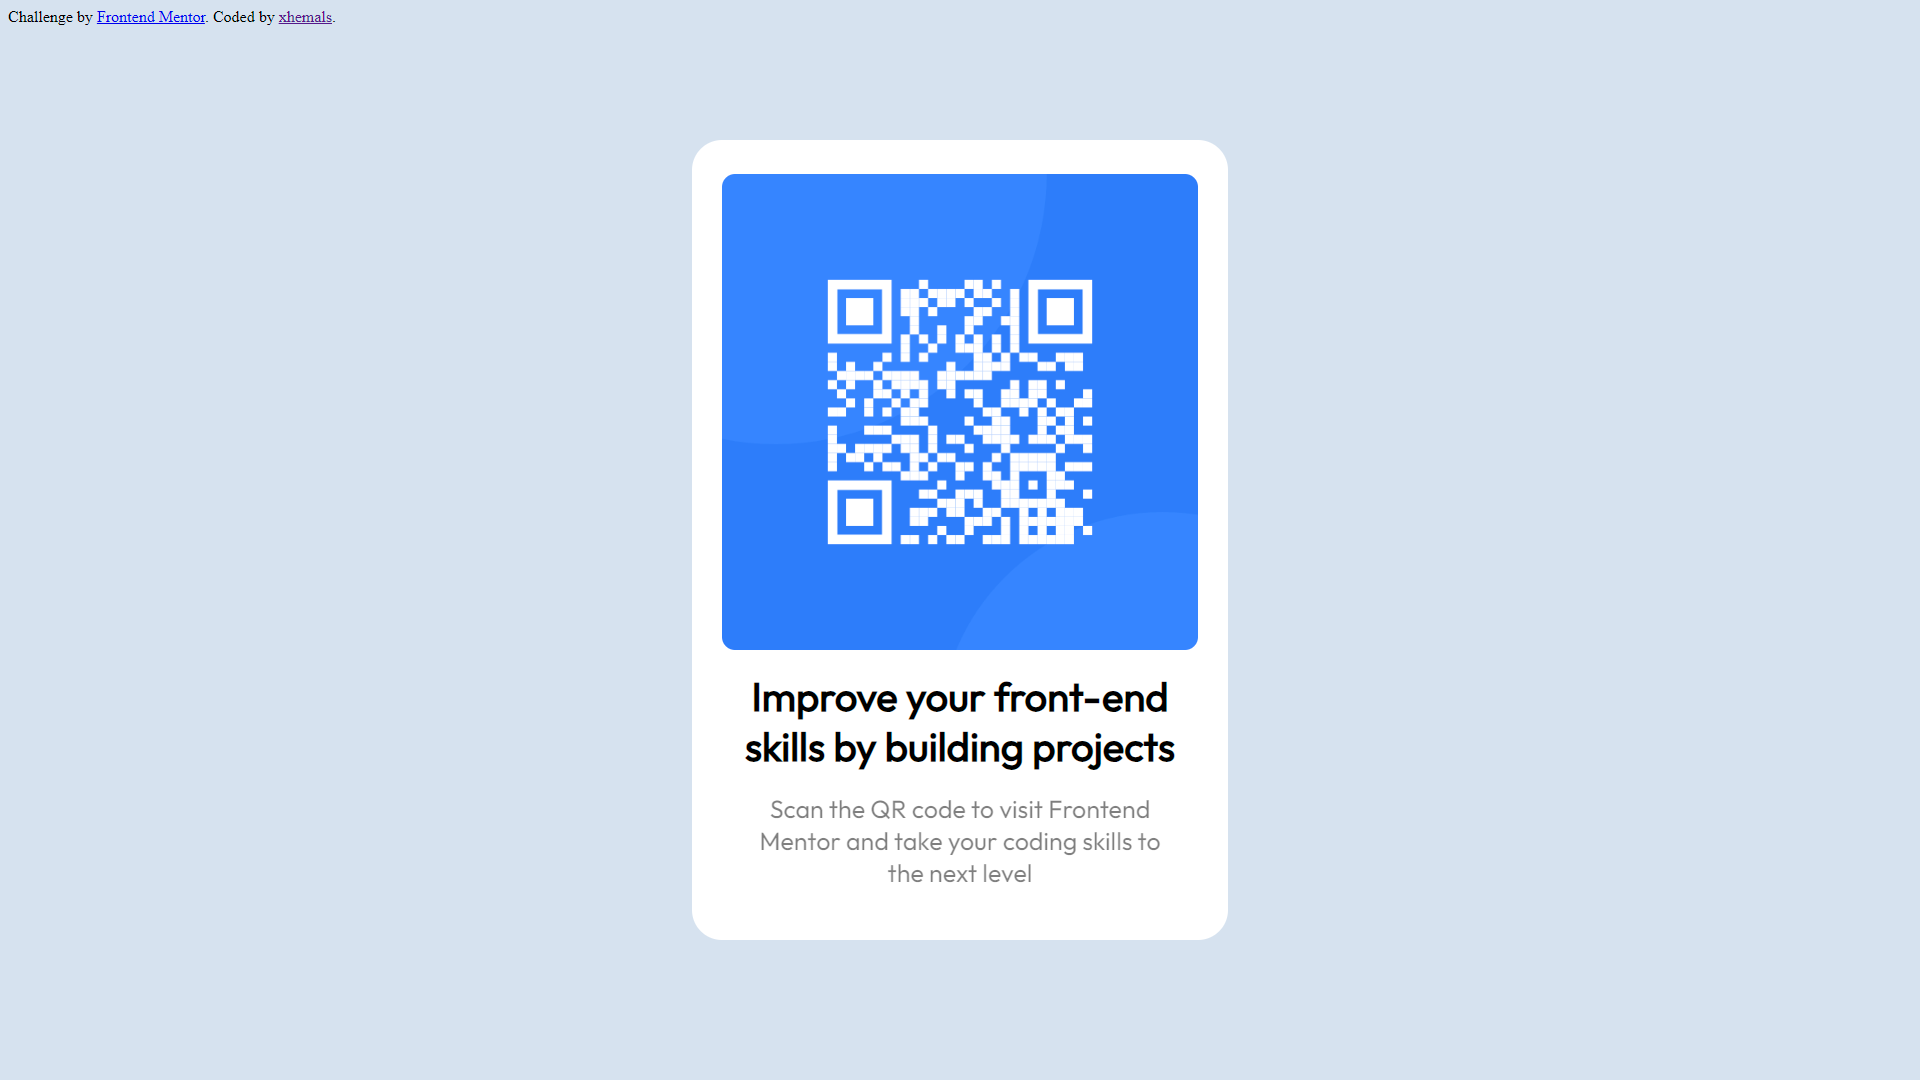 Challenge by Frontend Mentor. Coded by xhemals.
Improve your front-end
skills by building projects
Scan the QR code to visit Frontend
Mentor and take your coding skills to
the next level